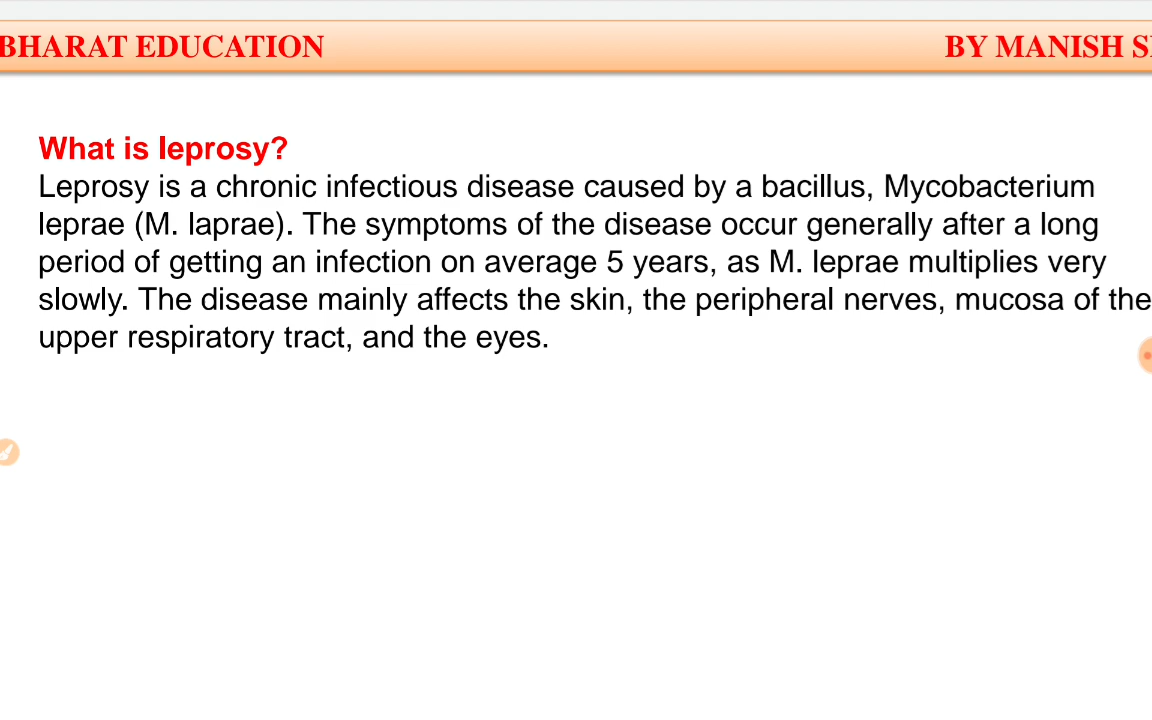 BHARAT EDUCATION
BY MANISH
What is leprosy?
Leprosy is a chronic infectious disease caused by a bacillus, Mycobacterium
leprae (M. laprae). The symptoms of the disease occur generally after a long
period of getting an infection on average 5 years, as M. leprae multiplies very
slowly. The disease mainly affects the skin, the peripheral nerves, mucosa of the
upper respiratory tract, and the eyes.